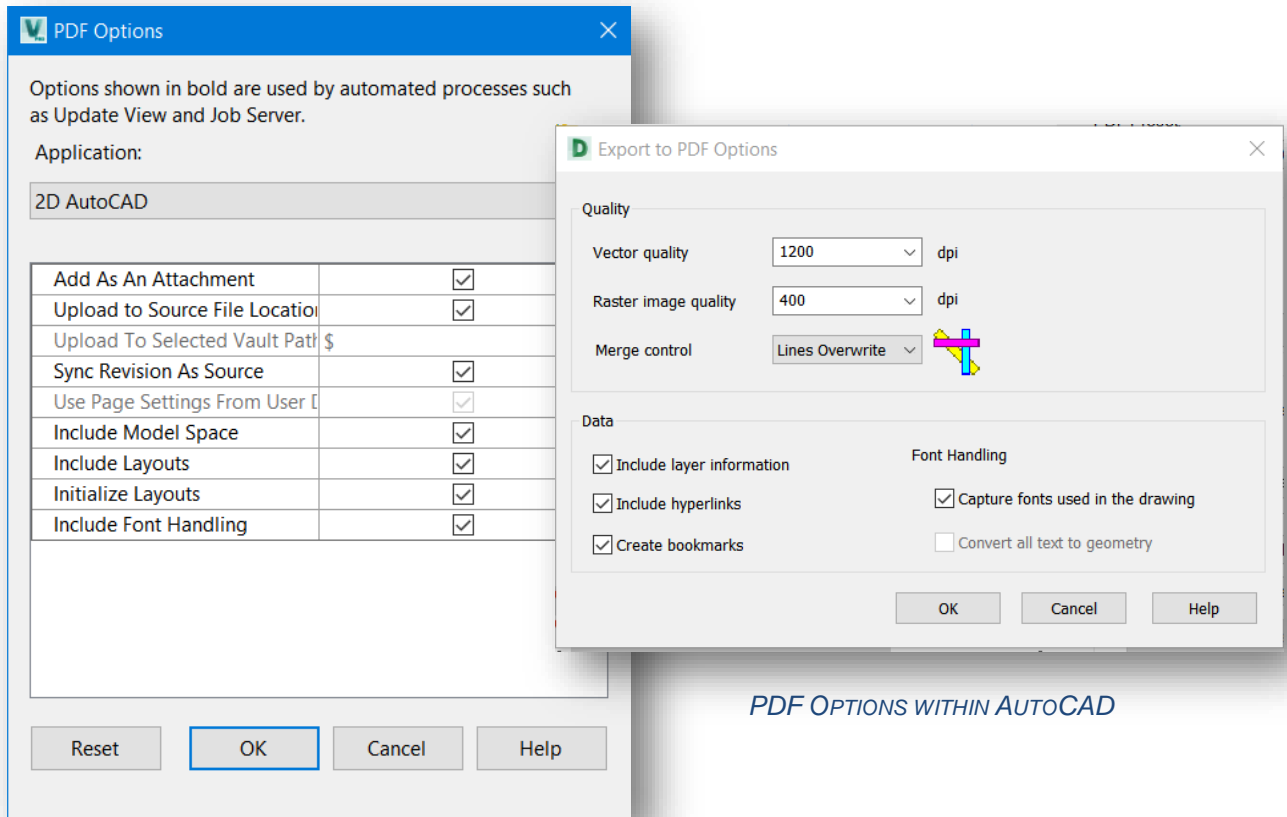 PDF Options
Options shown in bold are used by automated processes such
as Update View and Job Server.
Application:
2D AutoCAD
Add As An Attachment
Upload to Source File Location
Upload To Selected Vault Path $
Sync Revision As Source
Use Page Settings From User D
Include Model Space
Include Layouts
Initialize Layouts
Include Font Handling
Reset OK Cancel Help
Export to PDF Options
Quality
Vector quality 1200 dpi
Raster image quality 400 dpi
Merge control Lines Overwrite
Data
Include layer information
Include hyperlinks
Create bookmarks
Font Handling
Capture fonts used in the drawing
Convert all text to geometry
OK Cancel Help
PDF OPTIONS WITHIN AUTOCAD